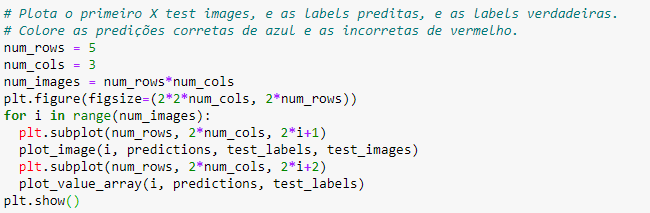 # Plota o primeiro X test images, e as labels preditas, e as labels verdadeiras.
# Colore as predições corretas de azul e as incorretas de vermelho.
num_rows = 5
num_cols = 3
num_images = num_rows*num_cols
plt.figure(figsize=(2*2*num_cols, 2*num_rows))
for i in range(num_images):
  plt.subplot(num_rows, 2*num_cols, 2*i+1)
  plot_image(i, predictions, test_labels, test_images)
  plt.subplot(num_rows, 2*num_cols, 2*i+2)
  plot_value_array(i, predictions, test_labels)
plt.show()